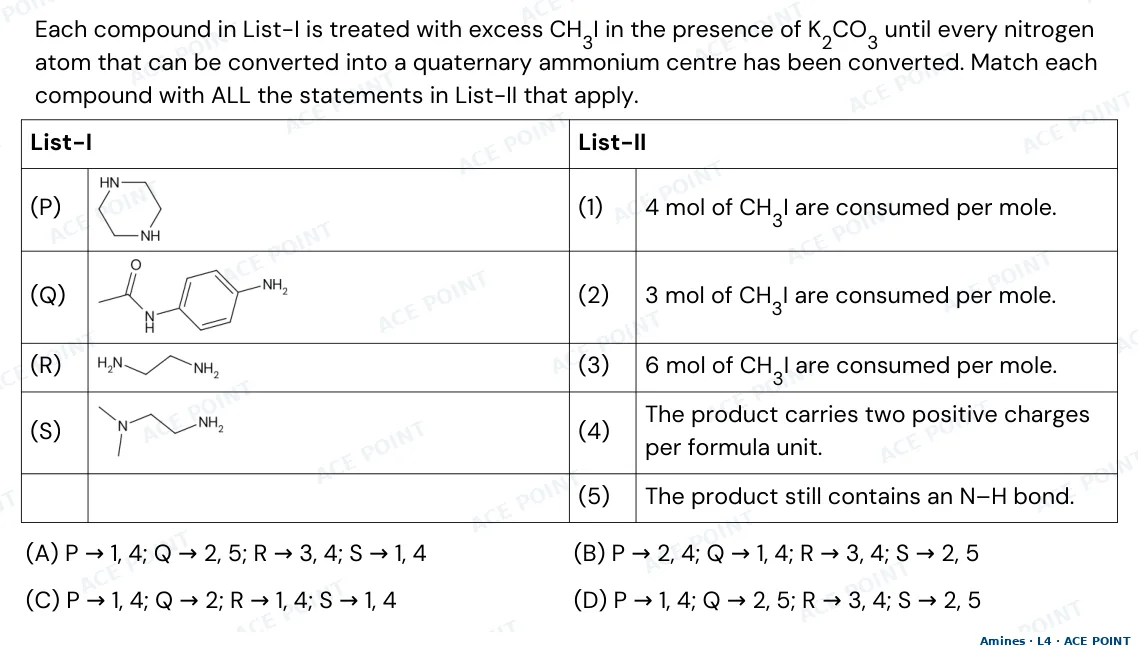 Each compound in List-I is treated with excess CH3I in the presence of K2CO3 until every nitrogen
atom that can be converted into a quaternary ammonium centre has been converted. Match each
compound with ALL the statements in List-II that apply.
List-I List-II
(P) HN NH (1) 4 mol of CH3I are consumed per mole.
(Q) O N H NH2 (2) 3 mol of CH3I are consumed per mole.
(R) H2N NH2 (3) 6 mol of CH3I are consumed per mole.
(S) N NH2 (4) The product carries two positive charges
per formula unit.
(5) The product still contains an N–H bond.
(A) P → 1, 4; Q → 2, 5; R → 3, 4; S → 1, 4 (B) P → 2, 4; Q → 1, 4; R → 3, 4; S → 2, 5
(C) P → 1, 4; Q → 2; R → 1, 4; S → 1, 4 (D) P → 1, 4; Q → 2, 5; R → 3, 4; S → 2, 5
Amines · L4 · ACE POINT